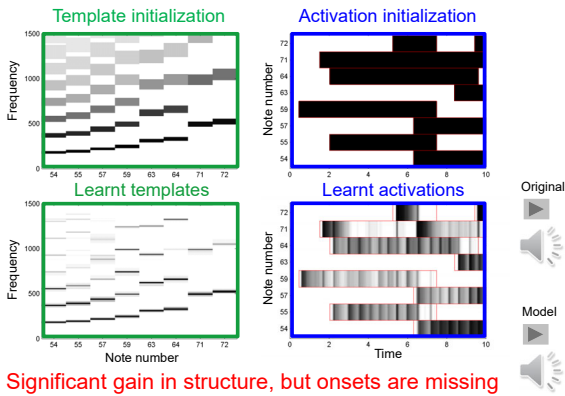 Template initialization
Activation initialization
Frequency
1500
1000
500
0
54 55 57 59 63 64 71 72
Note number
72
71
64
63
59
57
55
54
0 2 4 6 8 10
Learnt templates
Learnt activations
Frequency
1500
1000
500
0
54 55 57 59 63 64 71 72
Note number
Note number
72
71
64
63
59
57
55
54
0 2 4 6 8 10
Time
Original
Model
Significant gain in structure, but onsets are missing